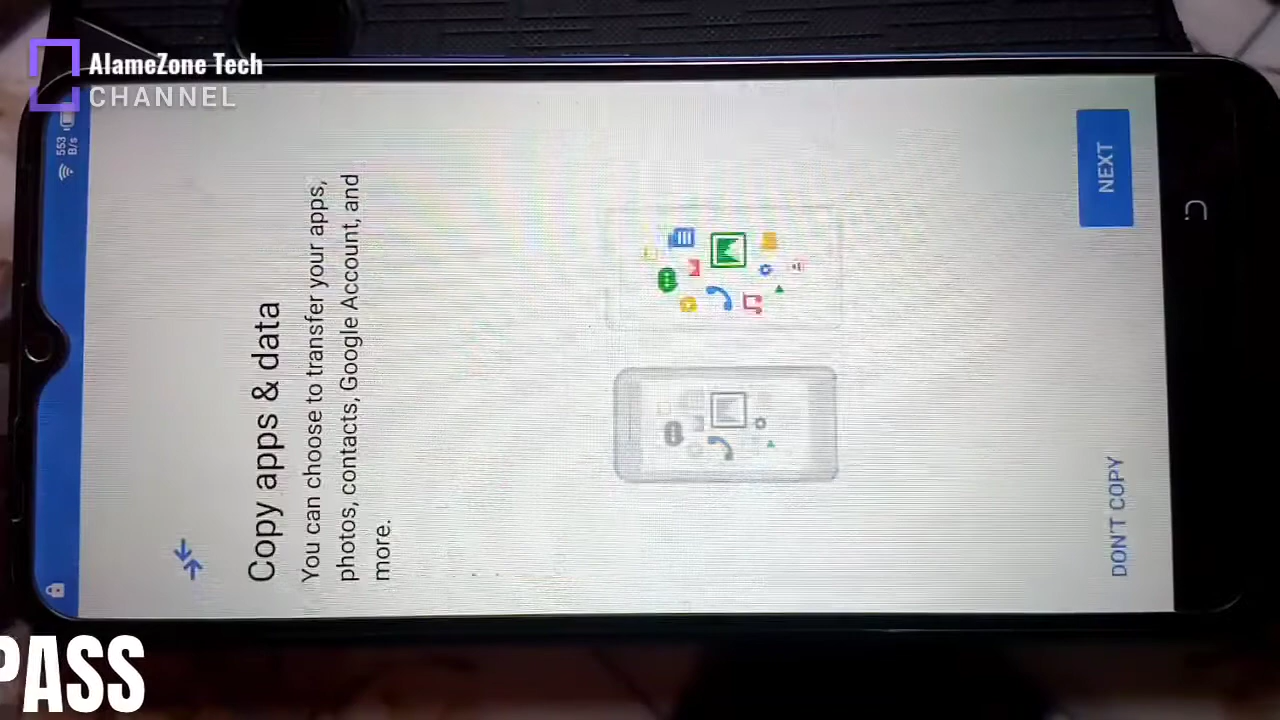 AlameZone Tech
CHANNEL
553
B/s
Copy apps & data
You can choose to transfer your apps,
photos, contacts, Google Account, and
more.
DON'T COPY
NEXT
PASS